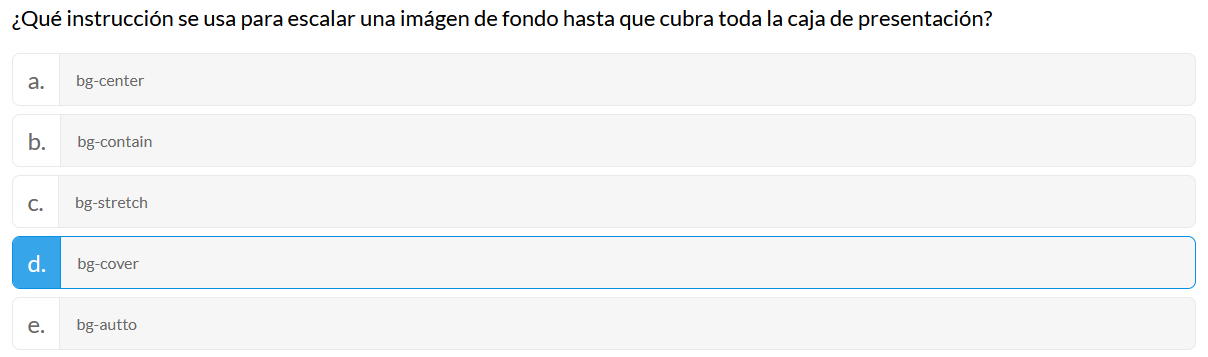 ¿Qué instrucción se usa para escalar una imágen de fondo hasta que cubra toda la caja de presentación?
a. bg-center
b. bg-contain
c. bg-stretch
d. bg-cover
e. bg-autto